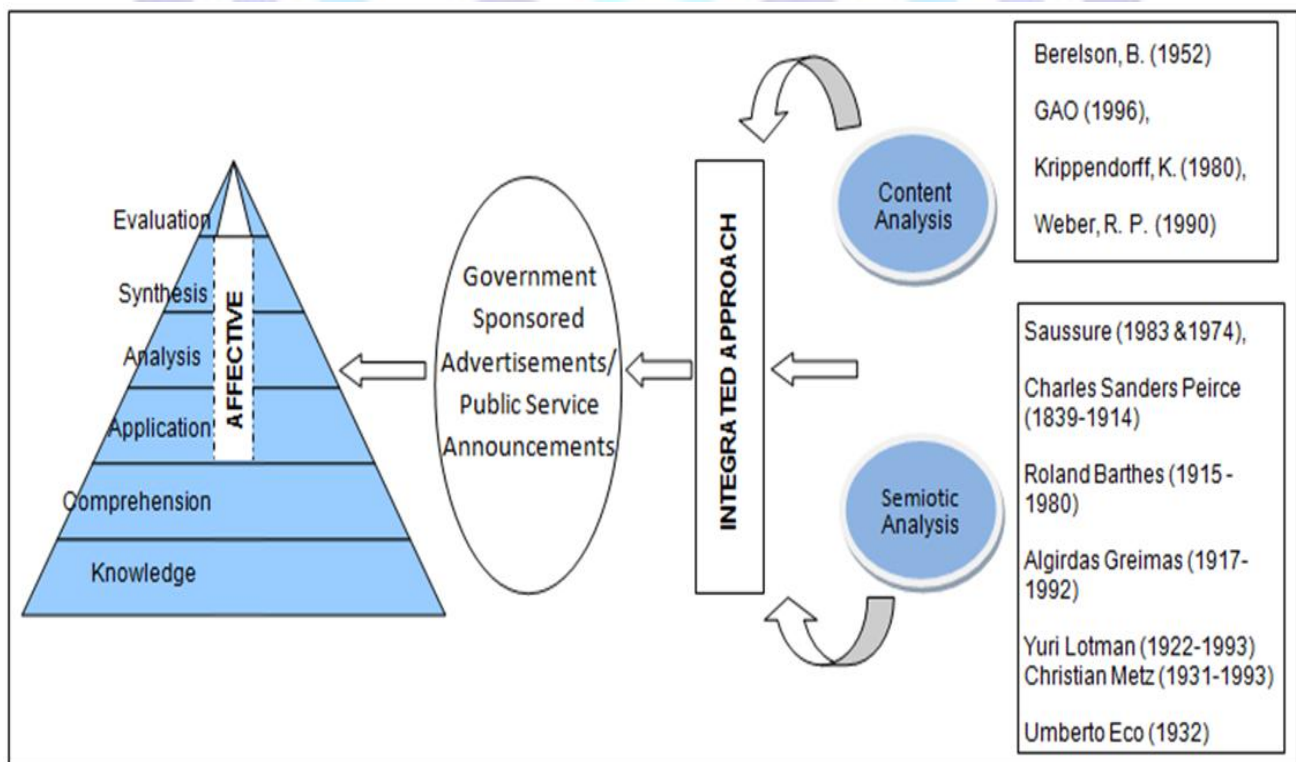 Evaluation
Synthesis
Analysis
Application
Comprehension
Knowledge
AFFECTIVE
Government
Sponsored
Advertisements/
Public Service
Announcements
INTEGRATED APPROACH
Content
Analysis
Semiotic
Analysis
Berelson, B. (1952)
GAO (1996),
Krippendorff, K. (1980),
Weber, R. P. (1990)
Saussure (1983 &1974),
Charles Sanders Peirce
(1839-1914)
Roland Barthes (1915 -
1980)
Algirdas Greimas (1917-
1992)
Yuri Lotman (1922-1993)
Christian Metz (1931-1993)
Umberto Eco (1932)